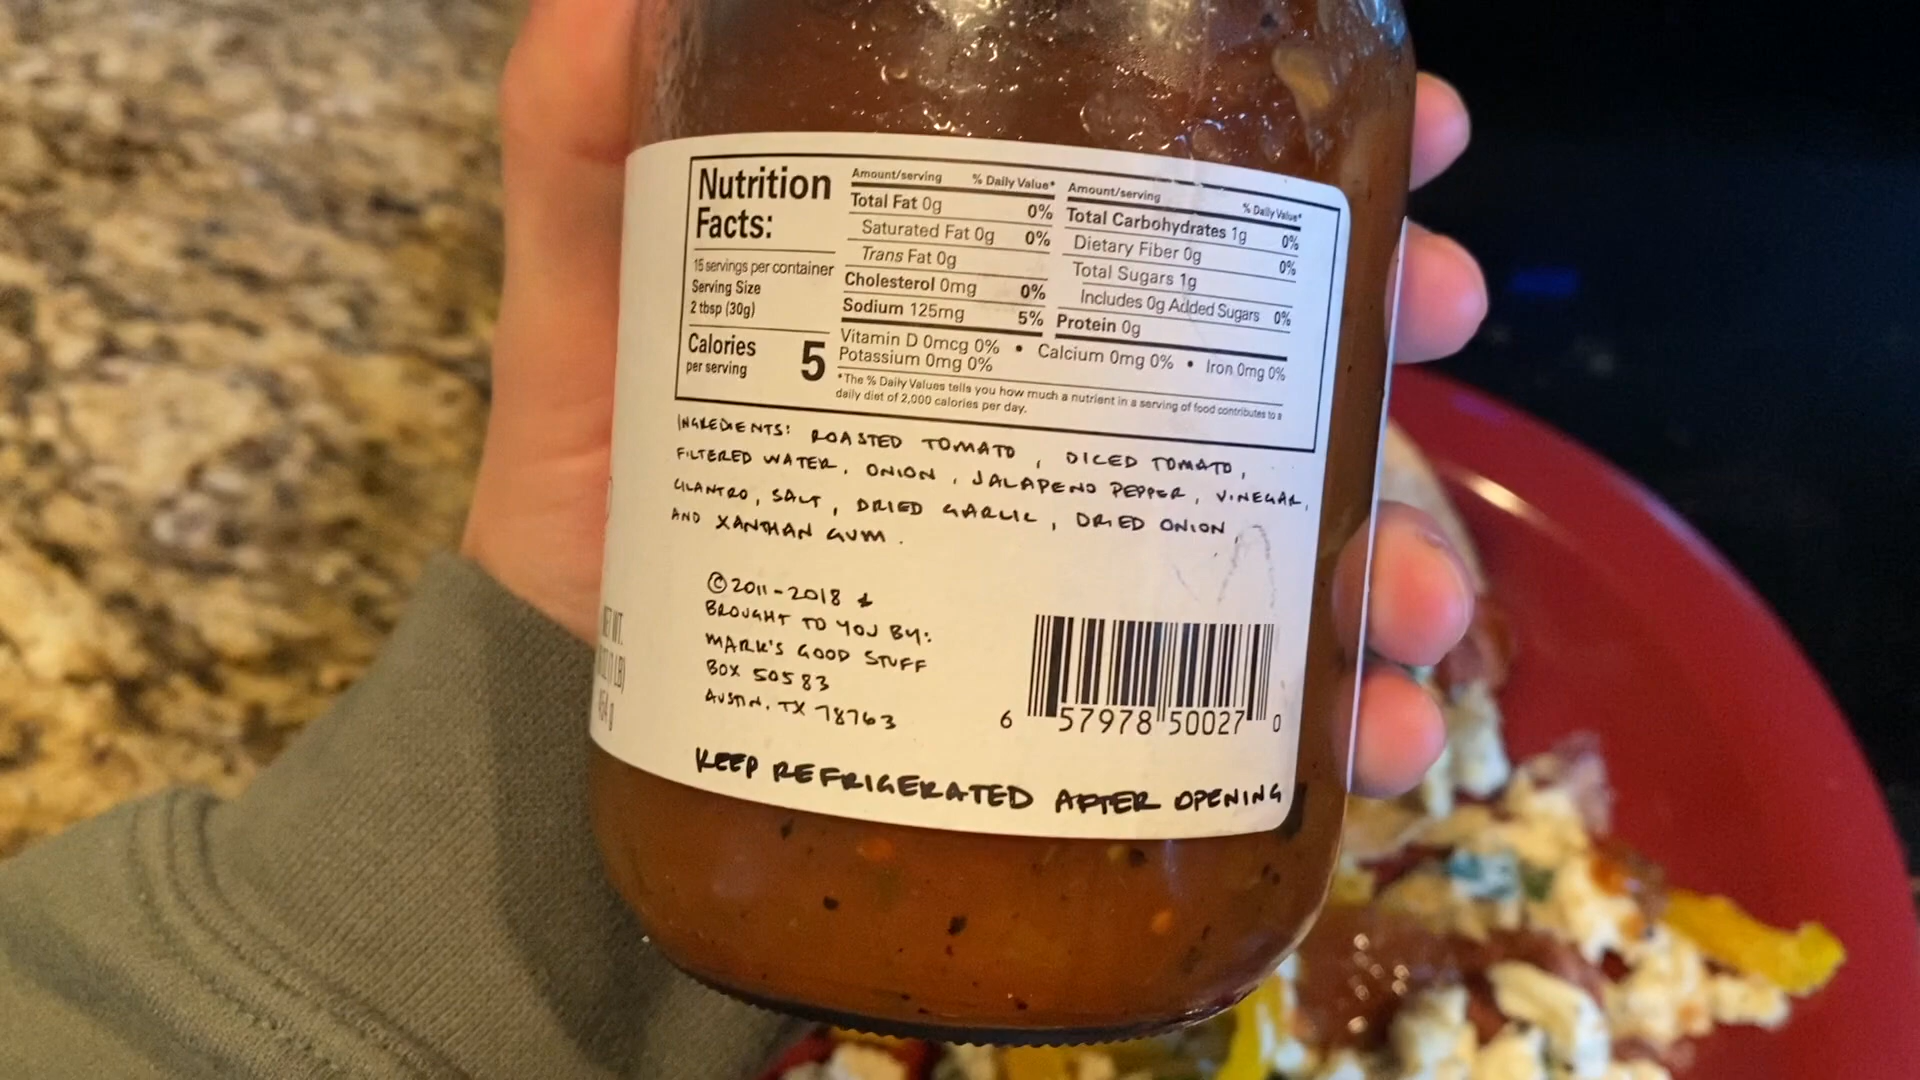 Nutrition Facts:
15 servings per container
Serving Size
2 tbsp (30g)
Calories
per serving
5
Amount/serving % Daily Value*
Total Fat 0g 0%
Saturated Fat 0g 0%
Trans Fat 0g
Cholesterol 0mg 0%
Sodium 125mg 5%
Amount/serving % Daily Value*
Total Carbohydrates 1g 0%
Dietary Fiber 0g 0%
Total Sugars 1g
Includes 0g Added Sugars 0%
Protein 0g
Vitamin D 0mcg 0% • Calcium 0mg 0% • Iron 0mg 0%
Potassium 0mg 0%
*The % Daily Values tells you how much a nutrient in a serving of food contributes to a
daily diet of 2,000 calories per day.
INGREDIENTS: ROASTED TOMATO, DICED TOMATO,
FILTERED WATER, ONION, JALAPENO PEPPER, VINEGAR,
CILANTRO, SALT, DRIED GARLIC, DRIED ONION,
AND XANTHAN GUM.
©2011-2018 &
BROUGHT TO YOU BY:
MARK'S GOOD STUFF
BOX 50583
AUSTIN, TX 78763
6 57978 50027 0
KEEP REFRIGERATED AFTER OPENING
NET WT.
(1 LB)
454 g